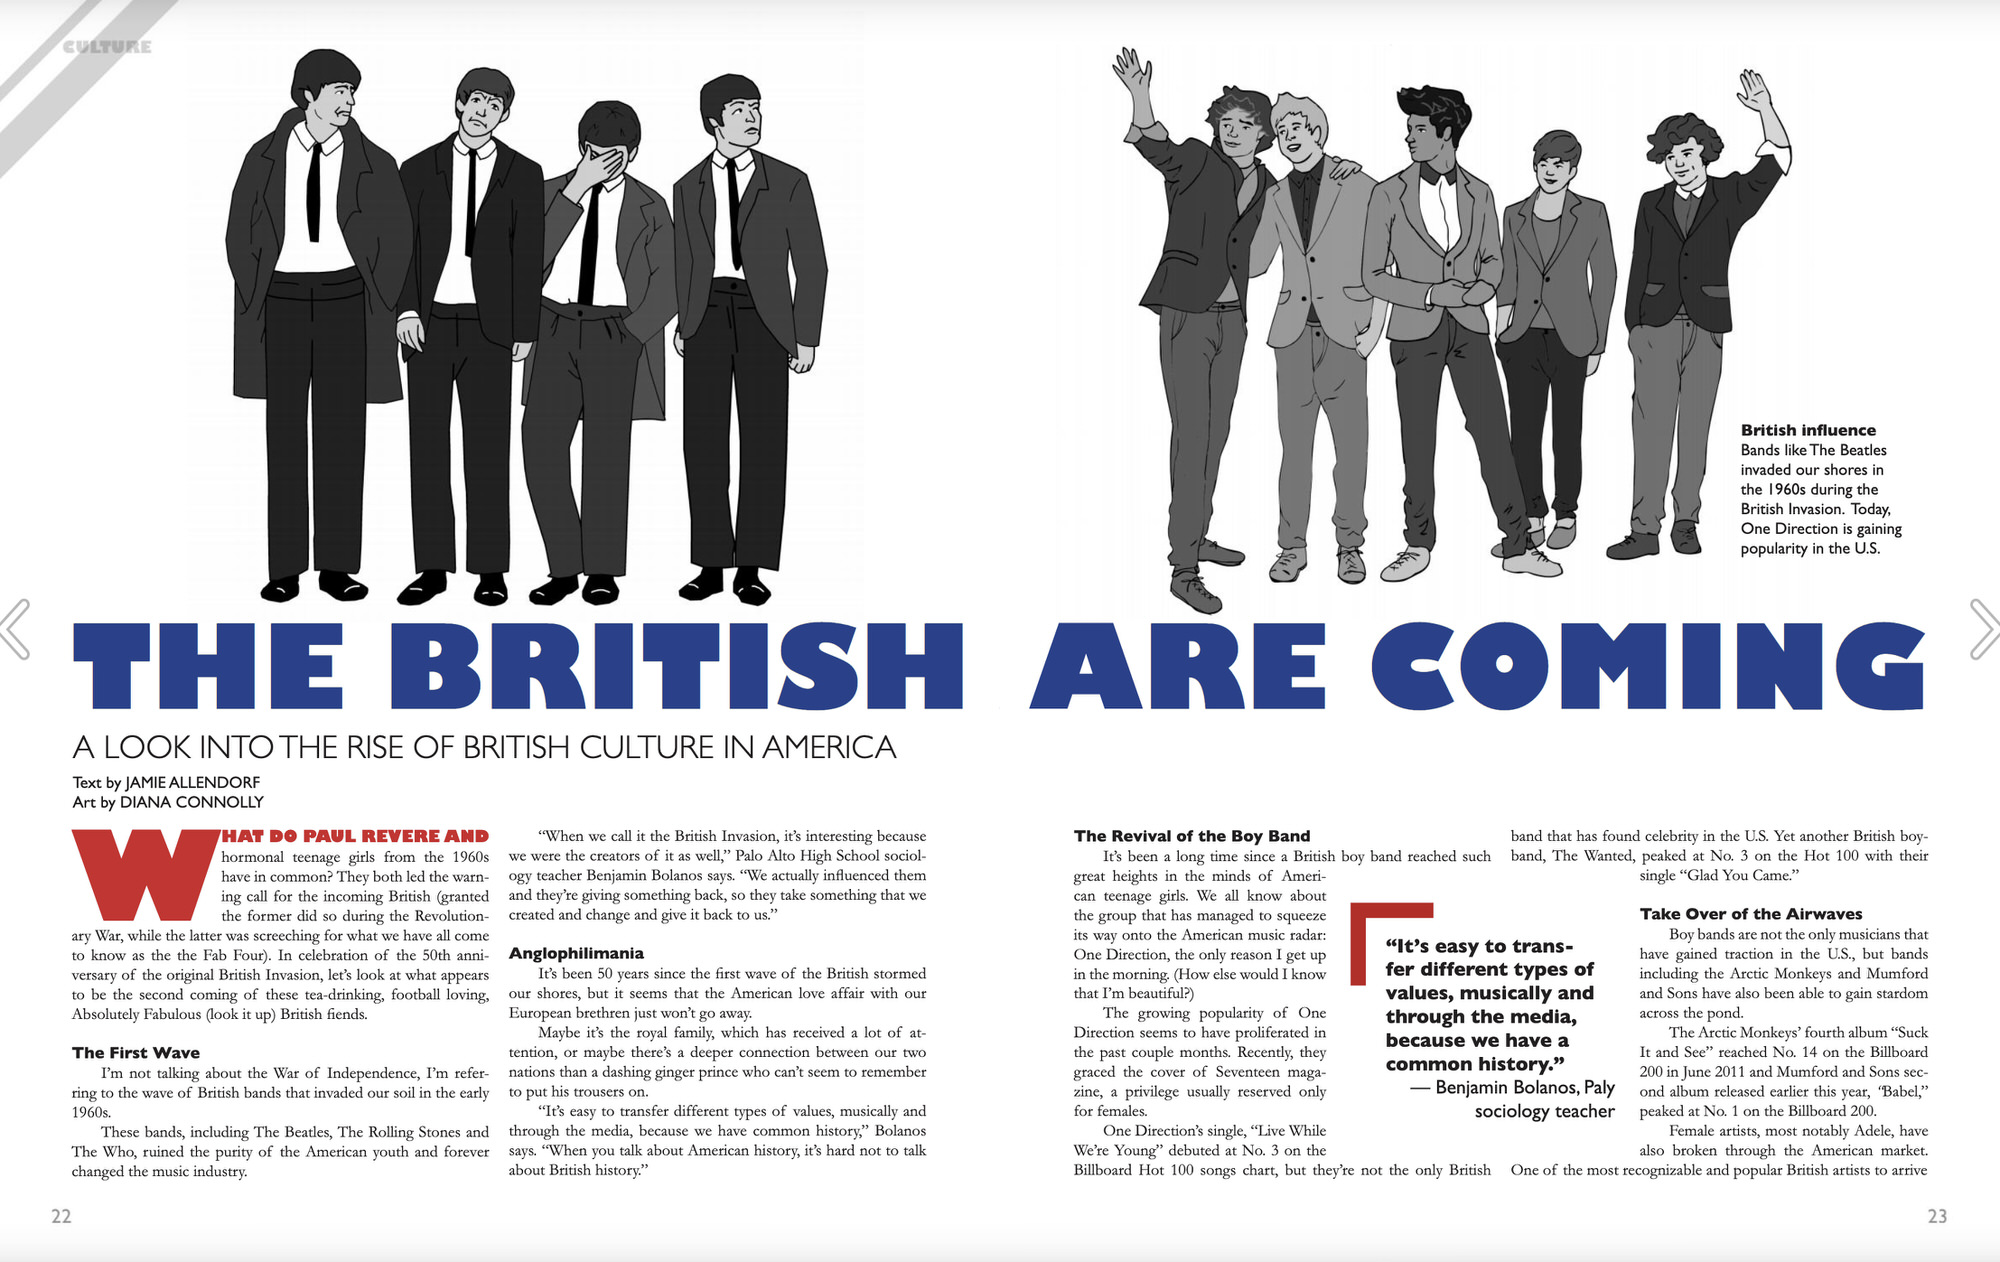 CULTURE
British influence
Bands like The Beatles
invaded our shores in
the 1960s during the
British Invasion. Today,
One Direction is gaining
popularity in the U.S.
THE BRITISH ARE COMING
A LOOK INTO THE RISE OF BRITISH CULTURE IN AMERICA
Text by JAMIE ALLENDORF
Art by DIANA CONNOLLY
WHAT DO PAUL REVERE AND
hormonal teenage girls from the 1960s
have in common? They both led the warn-
ing call for the incoming British (granted
the former did so during the Revolution-
ary War, while the latter was screeching for what we have all come
to know as the the Fab Four). In celebration of the 50th anni-
versary of the original British Invasion, let's look at what appears
to be the second coming of these tea-drinking, football loving,
Absolutely Fabulous (look it up) British fiends.
The First Wave
I'm not talking about the War of Independence, I'm refer-
ring to the wave of British bands that invaded our soil in the early
1960s.
These bands, including The Beatles, The Rolling Stones and
The Who, ruined the purity of the American youth and forever
changed the music industry.
"When we call it the British Invasion, it's interesting because
we were the creators of it as well," Palo Alto High School sociol-
ogy teacher Benjamin Bolanos says. "We actually influenced them
and they're giving something back, so they take something that we
created and change and give it back to us."
Anglophilimania
It's been 50 years since the first wave of the British stormed
our shores, but it seems that the American love affair with our
European brethren just won't go away.
Maybe it's the royal family, which has received a lot of at-
tention, or maybe there's a deeper connection between our two
nations than a dashing ginger prince who can't seem to remember
to put his trousers on.
"It's easy to transfer different types of values, musically and
through the media, because we have common history," Bolanos
says. "When you talk about American history, it's hard not to talk
about British history."
The Revival of the Boy Band
It's been a long time since a British boy band reached such
great heights in the minds of Ameri-
can teenage girls. We all know about
the group that has managed to squeeze
its way onto the American music radar:
One Direction, the only reason I get up
in the morning. (How else would I know
that I'm beautiful?)
The growing popularity of One
Direction seems to have proliferated in
the past couple months. Recently, they
graced the cover of Seventeen maga-
zine, a privilege usually reserved only
for females.
One Direction's single, "Live While
We're Young" debuted at No. 3 on the
Billboard Hot 100 songs chart, but they're not the only British
"It's easy to trans-
fer different types of
values, musically and
through the media,
because we have a
common history."
— Benjamin Bolanos, Paly
sociology teacher
band that has found celebrity in the U.S. Yet another British boy-
band, The Wanted, peaked at No. 3 on the Hot 100 with their
single "Glad You Came."
Take Over of the Airwaves
Boy bands are not the only musicians that
have gained traction in the U.S., but bands
including the Arctic Monkeys and Mumford
and Sons have also been able to gain stardom
across the pond.
The Arctic Monkeys' fourth album "Suck
It and See" reached No. 14 on the Billboard
200 in June 2011 and Mumford and Sons sec-
ond album released earlier this year, "Babel,"
peaked at No. 1 on the Billboard 200.
Female artists, most notably Adele, have
also broken through the American market.
One of the most recognizable and popular British artists to arrive
22
23